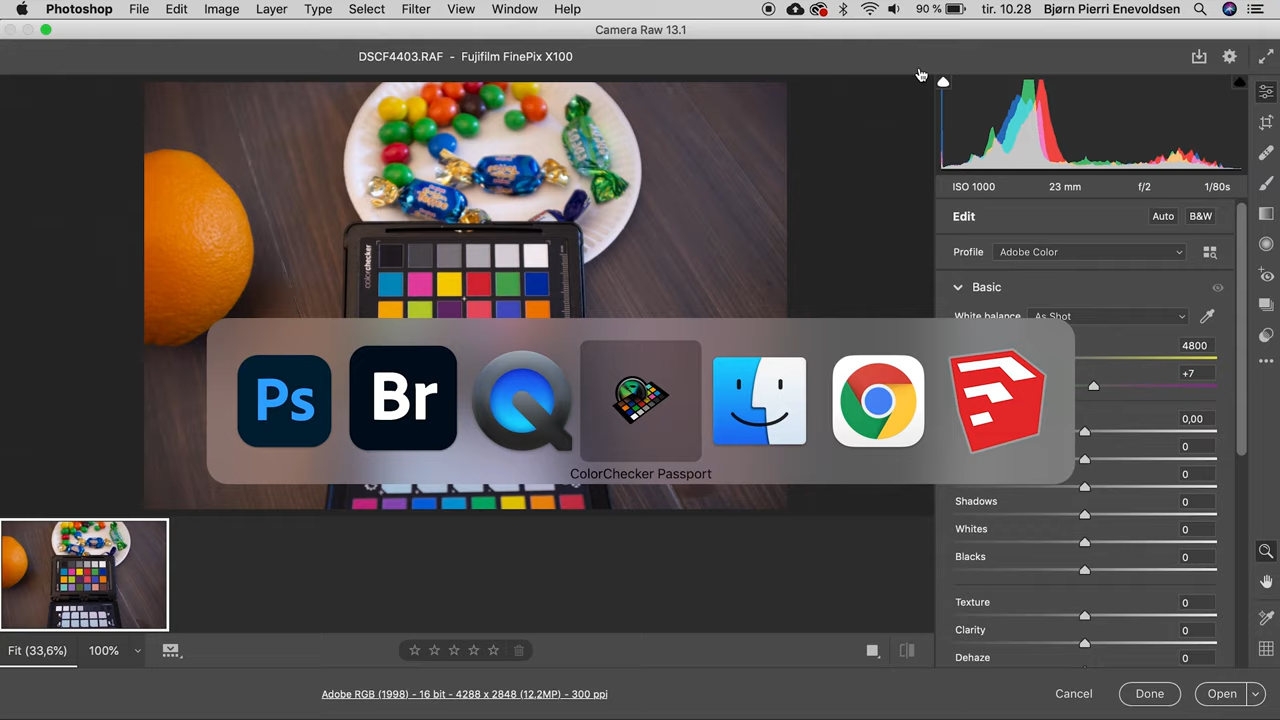 Photoshop File Edit Image Layer Type Select Filter View Window Help 90 % tir. 10.28 Bjørn Pierri Enevoldsen
Camera Raw 13.1
DSCF4403.RAF - Fujifilm FinePix X100
ISO 1000 23 mm f/2 1/80s
Edit Auto B&W
Profile Adobe Color
Basic
White balance As Shot
4800
+7
0,00
0
0
Shadows 0
Whites 0
Blacks 0
Texture 0
Clarity 0
Dehaze 0
colorchecker
Ps Br
ColorChecker Passport
Fit (33,6%) 100%
Adobe RGB (1998) - 16 bit - 4288 x 2848 (12,2MP) - 300 ppi
Cancel Done Open